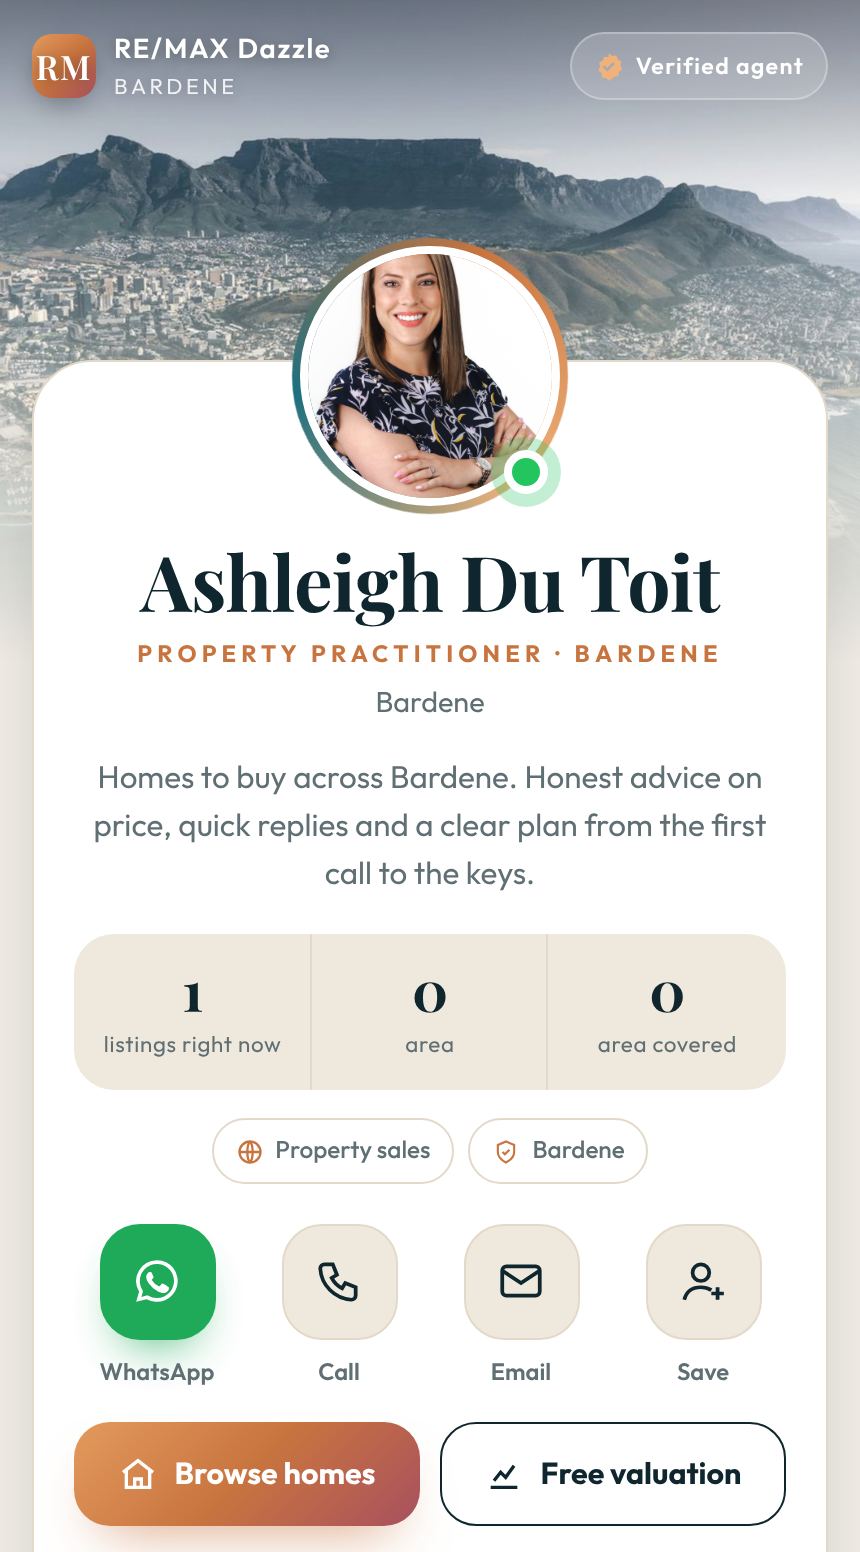 RM
RE/MAX Dazzle
BARDENE
Verified agent
Ashleigh Du Toit
PROPERTY PRACTITIONER · BARDENE
Bardene
Homes to buy across Bardene. Honest advice on
price, quick replies and a clear plan from the first
call to the keys.
1
listings right now
0
area
0
area covered
Property sales
Bardene
WhatsApp
Call
Email
Save
Browse homes
Free valuation